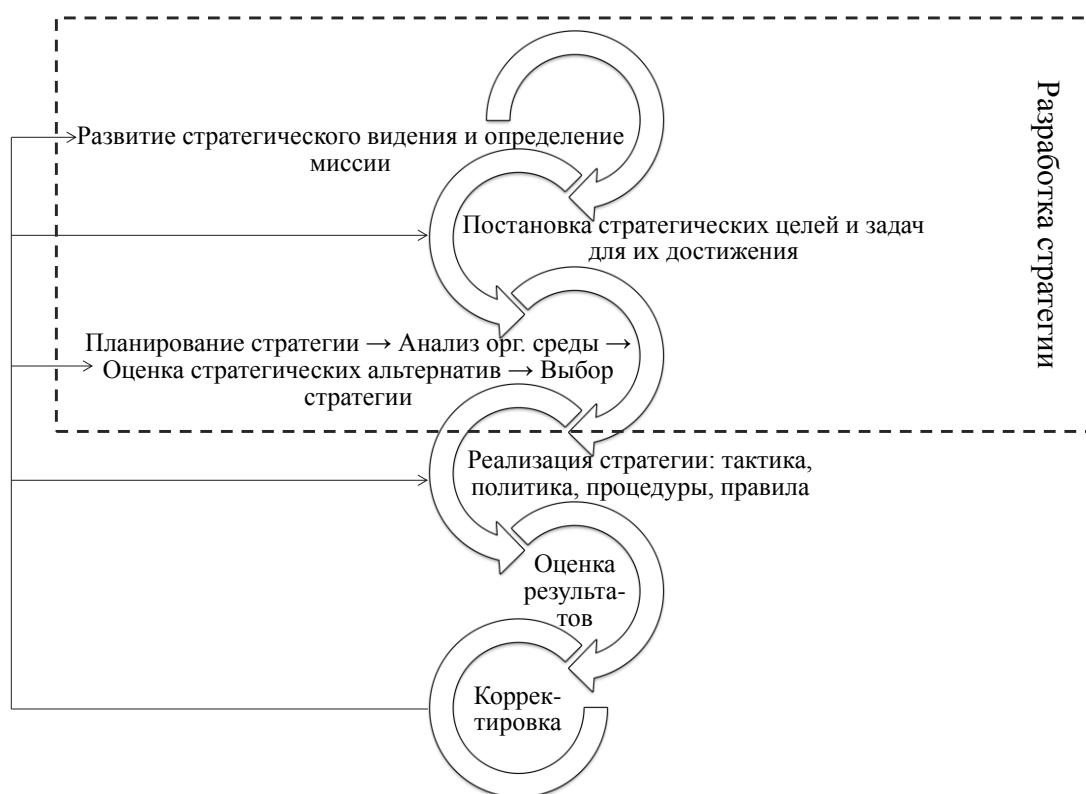 Развитие стратегического видения и определение
миссии
Постановка стратегических целей и задач
для их достижения
Планирование стратегии → Анализ орг. среды →
Оценка стратегических альтернатив → Выбор
стратегии
Реализация стратегии: тактика,
политика, процедуры, правила
Оценка
результа-
тов
Коррек-
тировка
Разработка стратегии